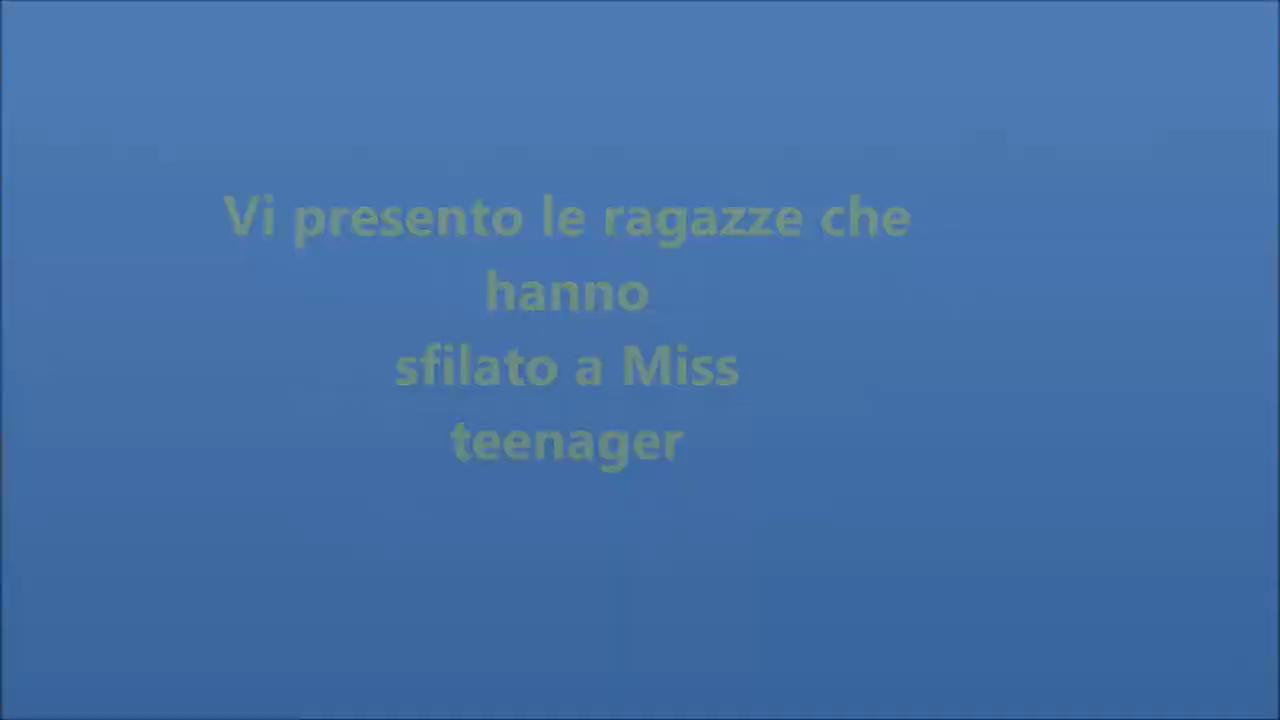 Vi presento le ragazze che
hanno
sfilato a Miss
teenager